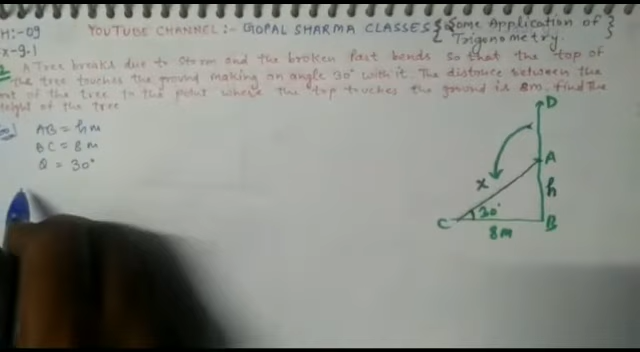 H:-09 YOUTUBE CHANNEL:- GOPAL SHARMA CLASSES { Some Application of Trigonometry. }
x-9.1
A Tree breaks due to Storm and the broken Part bends so that the top of
the tree touches the ground making an angle 30° with it. The distance between the
of the tree to the point where the top touches the ground is 8m. find The
height of the tree
AB = hm
BC = 8m
Q = 30°
D
A
x
h
30°
C
B
8m